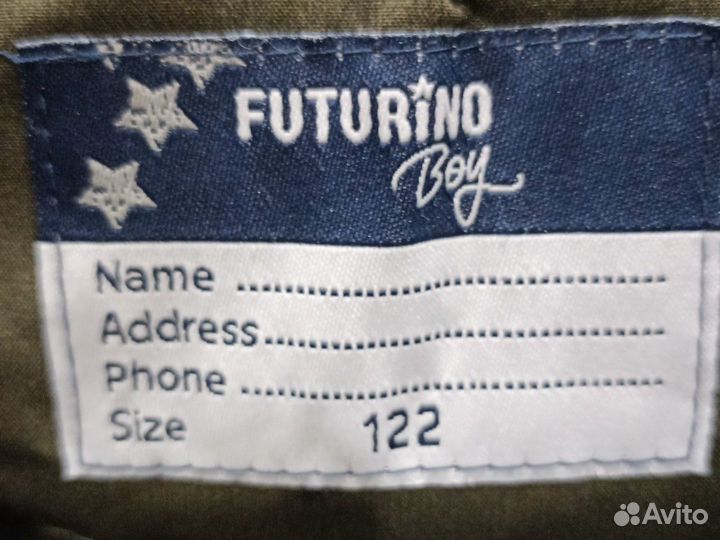 FUTURINO
Boy
Name ............................................
Address............................................
Phone ............................................
Size 122
Avito